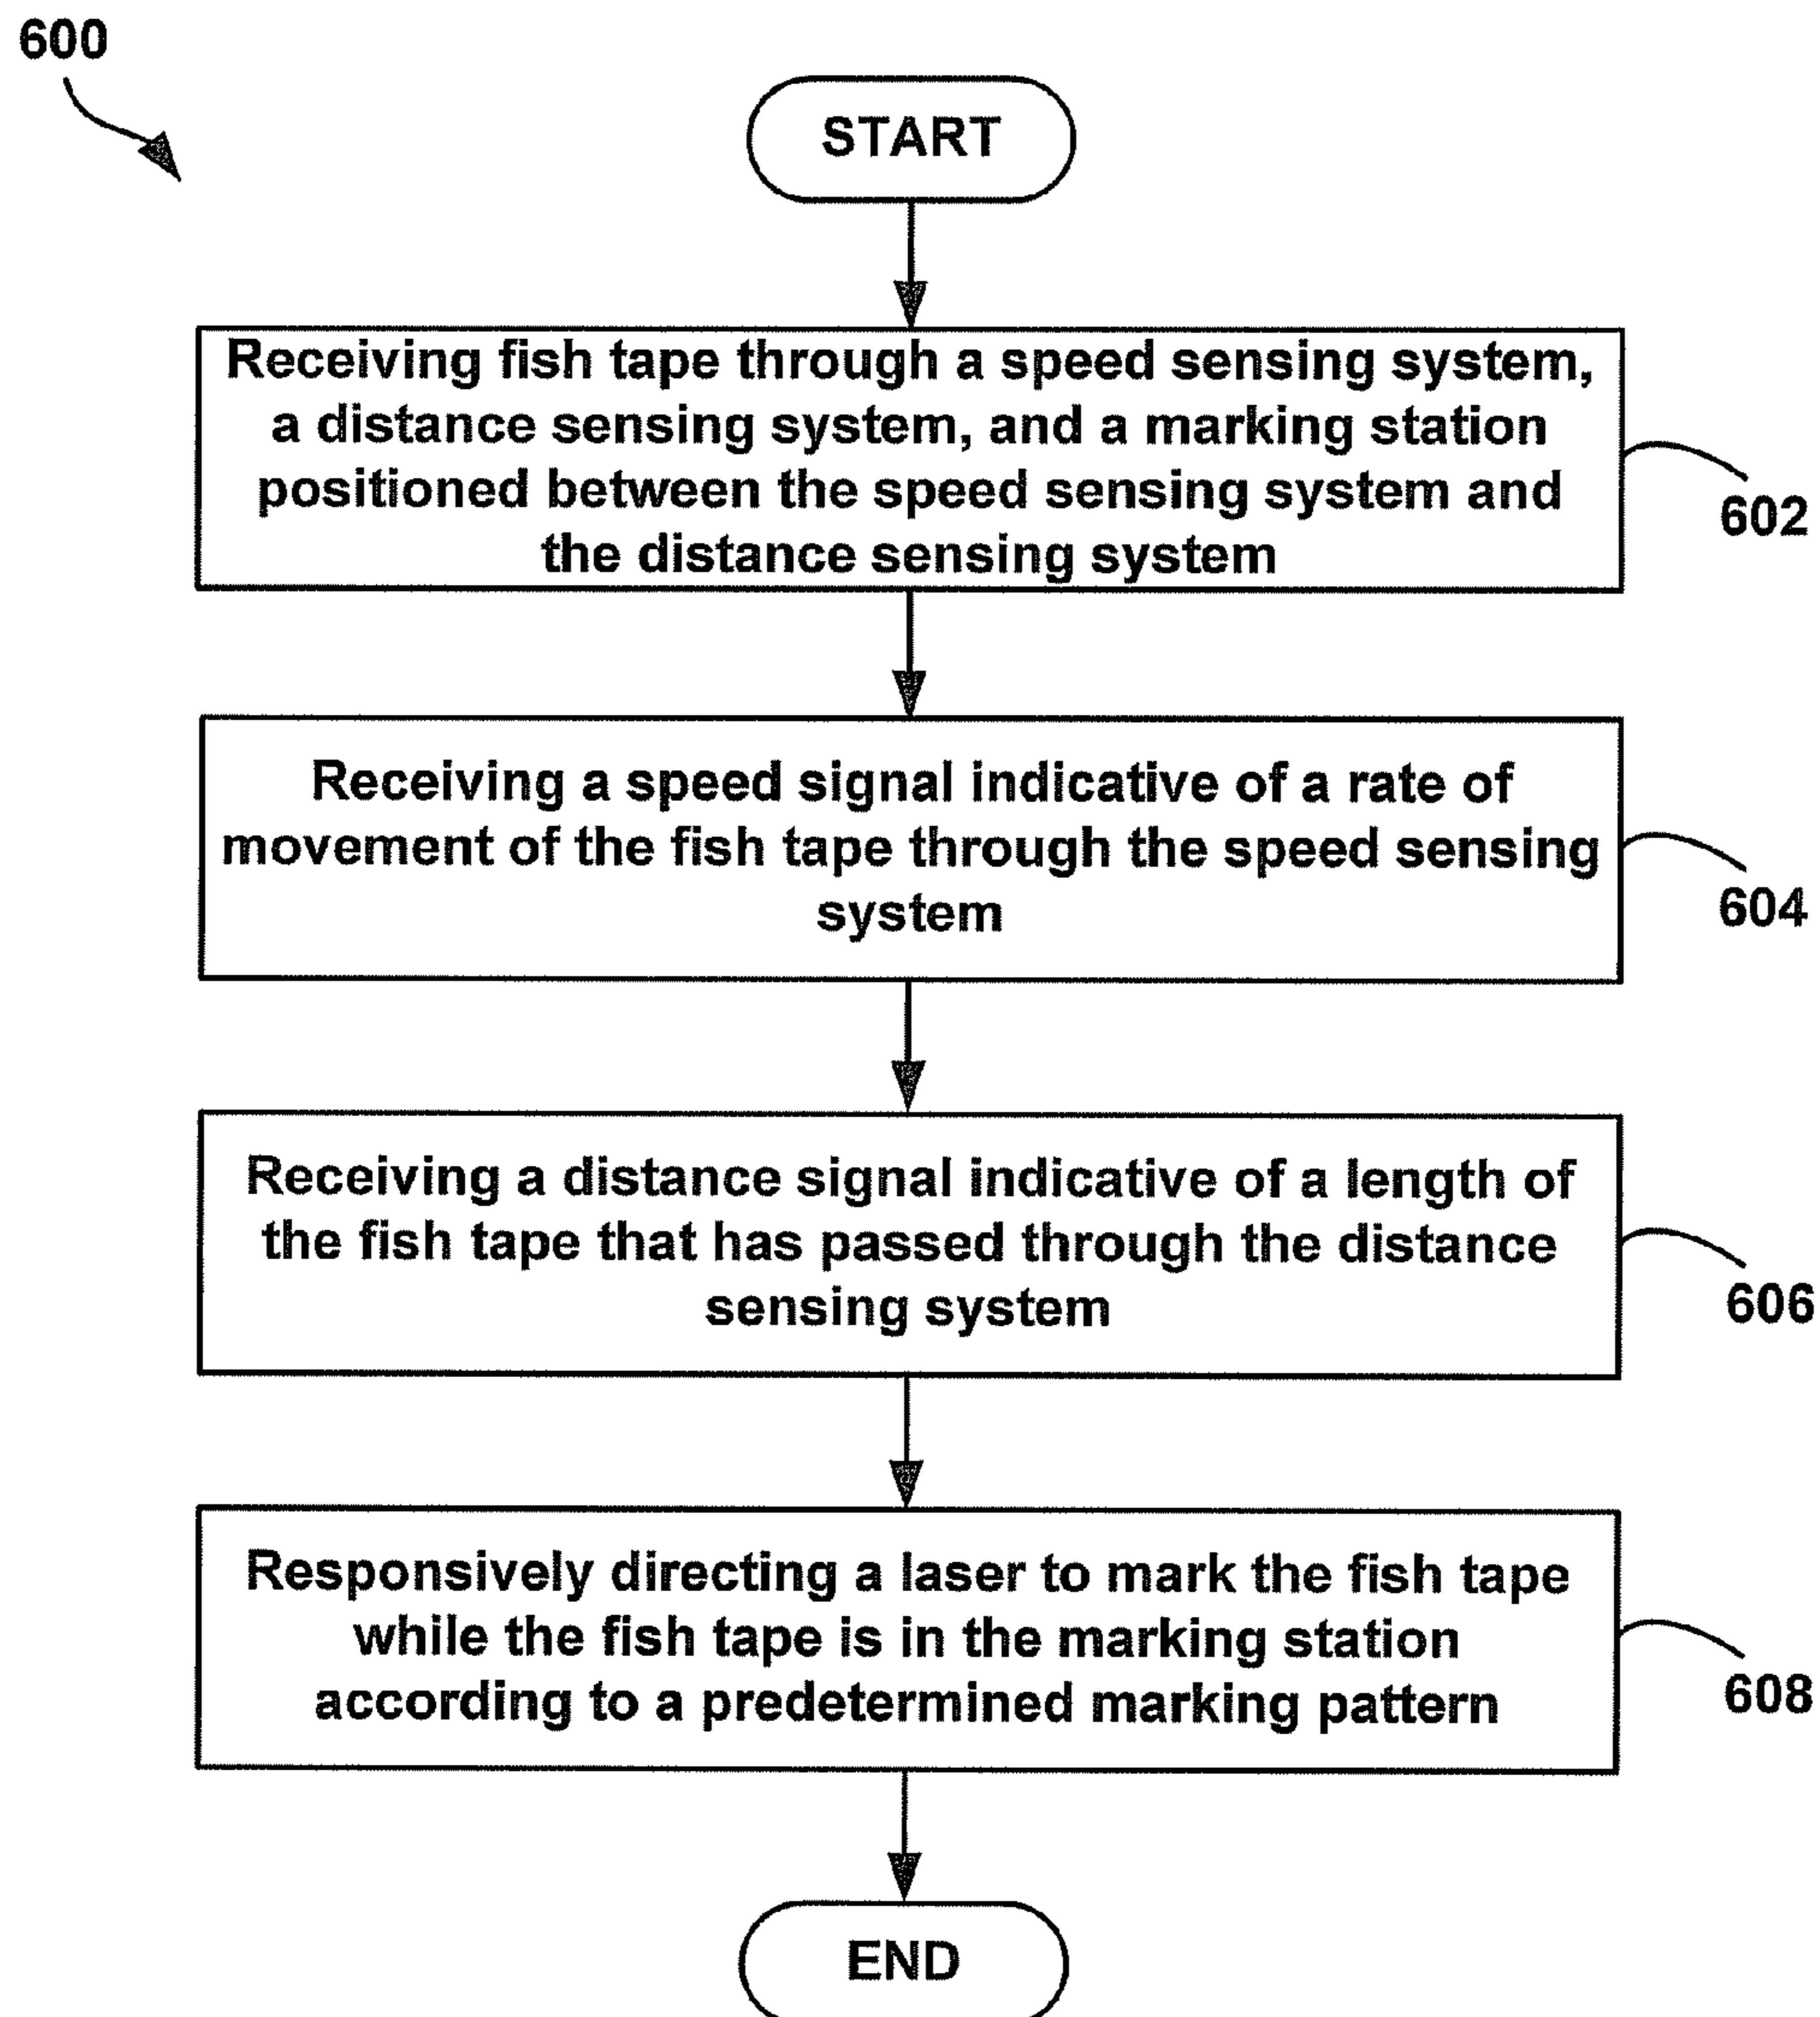 600
START
Receiving fish tape through a speed sensing system,
a distance sensing system, and a marking station
positioned between the speed sensing system and
the distance sensing system
602
Receiving a speed signal indicative of a rate of
movement of the fish tape through the speed sensing
system
604
Receiving a distance signal indicative of a length of
the fish tape that has passed through the distance
sensing system
606
Responsively directing a laser to mark the fish tape
while the fish tape is in the marking station
according to a predetermined marking pattern
608
END